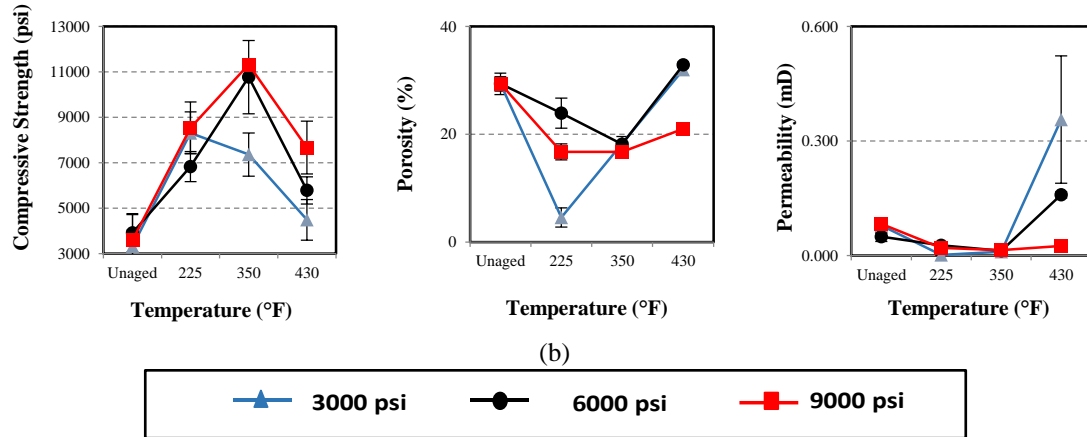 Compressive Strength (psi)
13000
11000
9000
7000
5000
3000
Unaged 225 350 430
Temperature (°F)
Porosity (%)
40
20
0
Unaged 225 350 430
Temperature (°F)
Permeability (mD)
0.600
0.300
0.000
Unaged 225 350 430
Temperature (°F)
(b)
3000 psi 6000 psi 9000 psi